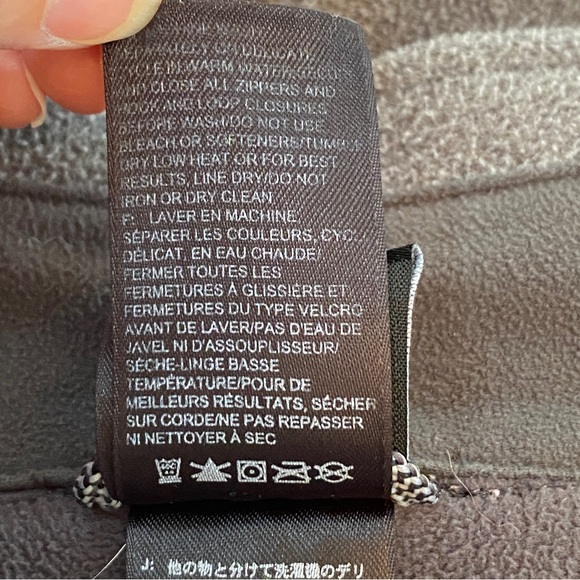 CYCLE IN WARM WATER
AND CLOSE ALL ZIPPERS AND
HOOK AND LOOP CLOSURES
BEFORE WASH/DO NOT USE
BLEACH OR SOFTENERS/TUMBLE
DRY LOW HEAT OR FOR BEST
RESULTS, LINE DRY/DO NOT
IRON OR DRY CLEAN
F: LAVER EN MACHINE
SÉPARER LES COULEURS,
DÉLICAT, EN EAU CHAUDE/
FERMER TOUTES LES
FERMETURES À GLISSIÈRE ET
FERMETURES DU TYPE VELCRO
AVANT DE LAVER/PAS D'EAU DE
JAVEL NI D'ASSOUPLISSEUR/
SÈCHE-LINGE BASSE
TEMPÉRATURE/POUR DE
MEILLEURS RÉSULTATS, SÉCHER
SUR CORDE/NE PAS REPASSER
NI NETTOYER À SEC
J: 他の物と分けて洗濯機のデリ